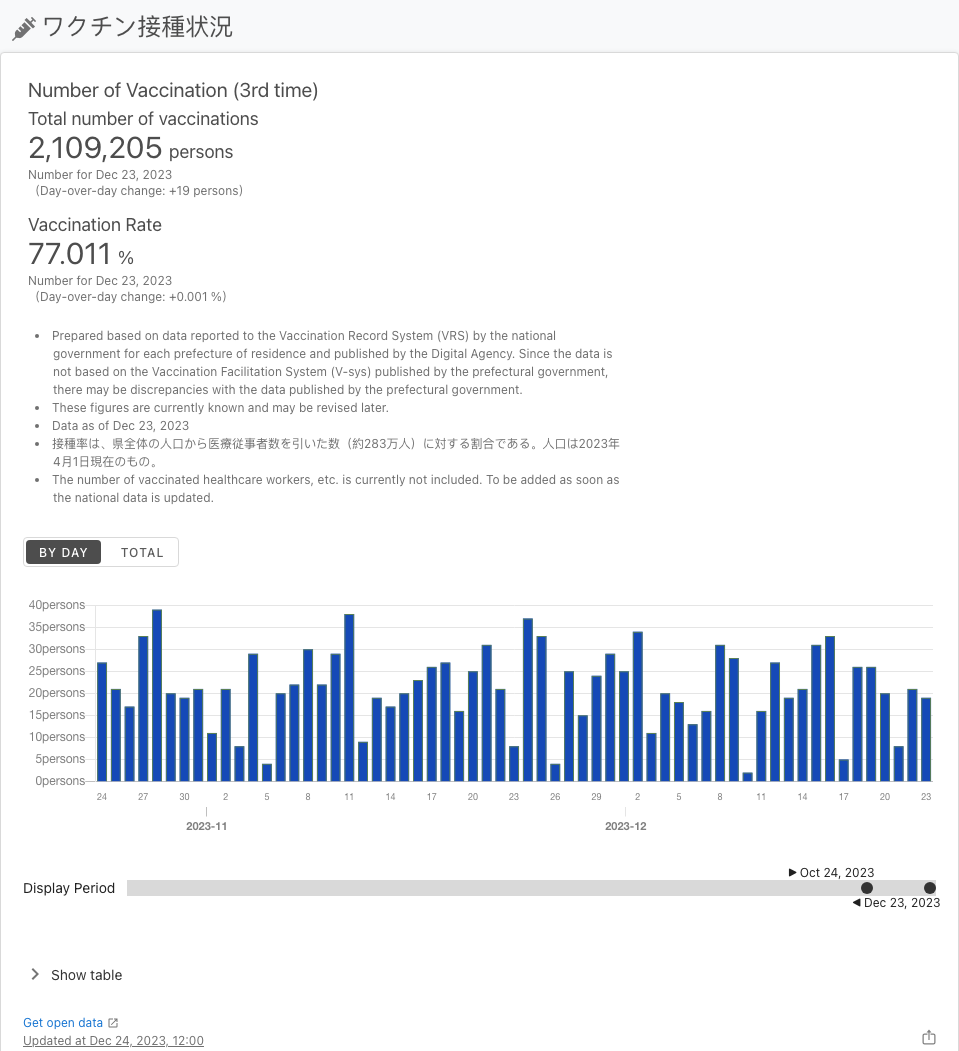 ワクチン接種状況
Number of Vaccination (3rd time)
Total number of vaccinations
2,109,205 persons
Number for Dec 23, 2023
(Day-over-day change: +19 persons)
Vaccination Rate
77.011 %
Number for Dec 23, 2023
(Day-over-day change: +0.001 %)
• Prepared based on data reported to the Vaccination Record System (VRS) by the national
government for each prefecture of residence and published by the Digital Agency. Since the data is
not based on the Vaccination Facilitation System (V-sys) published by the prefectural government,
there may be discrepancies with the data published by the prefectural government.
• These figures are currently known and may be revised later.
• Data as of Dec 23, 2023
• 接種率は、県全体の人口から医療従事者数を引いた数（約283万人）に対する割合である。人口は2023年
4月1日現在のもの。
• The number of vaccinated healthcare workers, etc. is currently not included. To be added as soon as
the national data is updated.
BY DAY TOTAL
40persons
35persons
30persons
25persons
20persons
15persons
10persons
5persons
0persons
24 27 30 2 5 8 11 14 17 20 23 26 29 2 5 8 11 14 17 20 23
2023-11 2023-12
Oct 24, 2023
Display Period
Dec 23, 2023
Show table
Get open data
Updated at Dec 24, 2023, 12:00